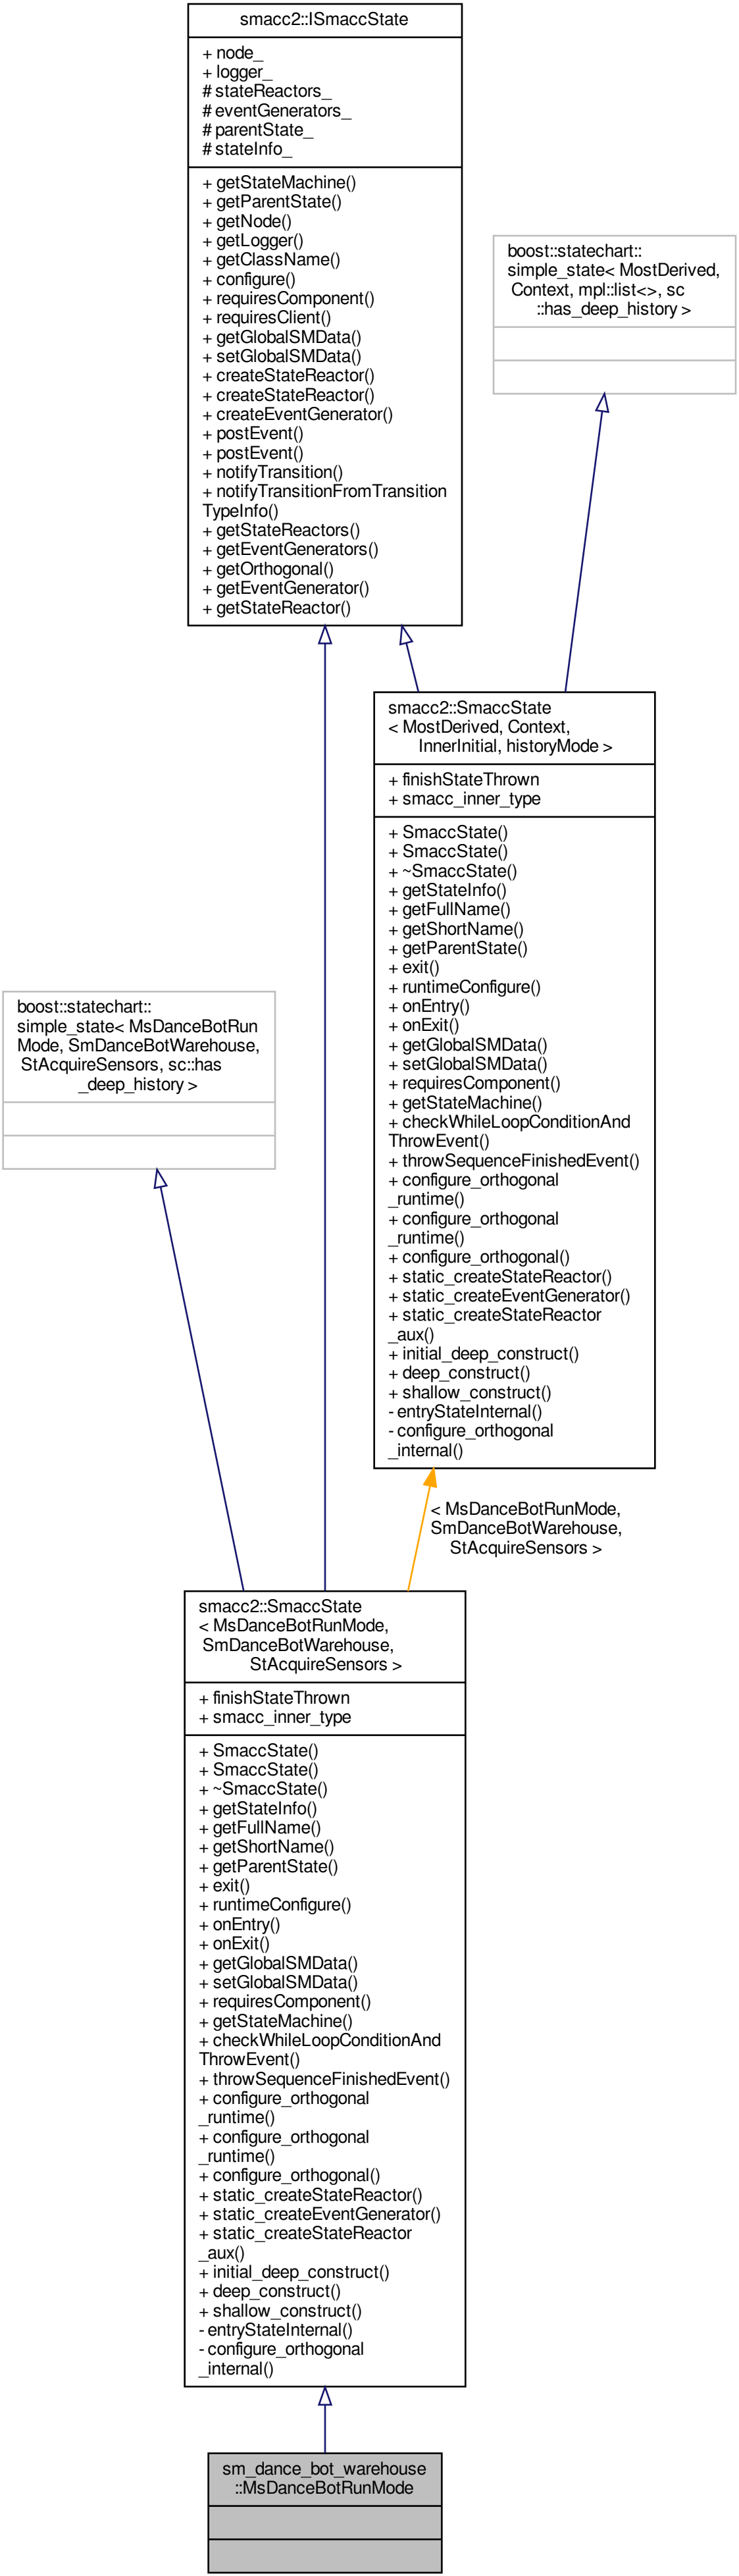 smacc2::ISmaccState
+ node_
+ logger_
# stateReactors_
# eventGenerators_
# parentState_
# stateInfo_
+ getStateMachine()
+ getParentState()
+ getNode()
+ getLogger()
+ getClassName()
+ configure()
+ requiresComponent()
+ requiresClient()
+ getGlobalSMData()
+ setGlobalSMData()
+ createStateReactor()
+ createStateReactor()
+ createEventGenerator()
+ postEvent()
+ postEvent()
+ notifyTransition()
+ notifyTransitionFromTransition
TypeInfo()
+ getStateReactors()
+ getEventGenerators()
+ getOrthogonal()
+ getEventGenerator()
+ getStateReactor()
boost::statechart::
simple_state< MostDerived,
Context, mpl::list<>, sc
::has_deep_history >
smacc2::SmaccState
< MostDerived, Context,
InnerInitial, historyMode >
+ finishStateThrown
+ smacc_inner_type
+ SmaccState()
+ SmaccState()
+ ~SmaccState()
+ getStateInfo()
+ getFullName()
+ getShortName()
+ getParentState()
+ exit()
+ runtimeConfigure()
+ onEntry()
+ onExit()
+ getGlobalSMData()
+ setGlobalSMData()
+ requiresComponent()
+ getStateMachine()
+ checkWhileLoopConditionAnd
ThrowEvent()
+ throwSequenceFinishedEvent()
+ configure_orthogonal
_runtime()
+ configure_orthogonal
_runtime()
+ configure_orthogonal()
+ static_createStateReactor()
+ static_createEventGenerator()
+ static_createStateReactor
_aux()
+ initial_deep_construct()
+ deep_construct()
+ shallow_construct()
- entryStateInternal()
- configure_orthogonal
_internal()
boost::statechart::
simple_state< MsDanceBotRun
Mode, SmDanceBotWarehouse,
StAcquireSensors, sc::has
_deep_history >
< MsDanceBotRunMode,
SmDanceBotWarehouse,
StAcquireSensors >
smacc2::SmaccState
< MsDanceBotRunMode,
SmDanceBotWarehouse,
StAcquireSensors >
+ finishStateThrown
+ smacc_inner_type
+ SmaccState()
+ SmaccState()
+ ~SmaccState()
+ getStateInfo()
+ getFullName()
+ getShortName()
+ getParentState()
+ exit()
+ runtimeConfigure()
+ onEntry()
+ onExit()
+ getGlobalSMData()
+ setGlobalSMData()
+ requiresComponent()
+ getStateMachine()
+ checkWhileLoopConditionAnd
ThrowEvent()
+ throwSequenceFinishedEvent()
+ configure_orthogonal
_runtime()
+ configure_orthogonal
_runtime()
+ configure_orthogonal()
+ static_createStateReactor()
+ static_createEventGenerator()
+ static_createStateReactor
_aux()
+ initial_deep_construct()
+ deep_construct()
+ shallow_construct()
- entryStateInternal()
- configure_orthogonal
_internal()
sm_dance_bot_warehouse
::MsDanceBotRunMode